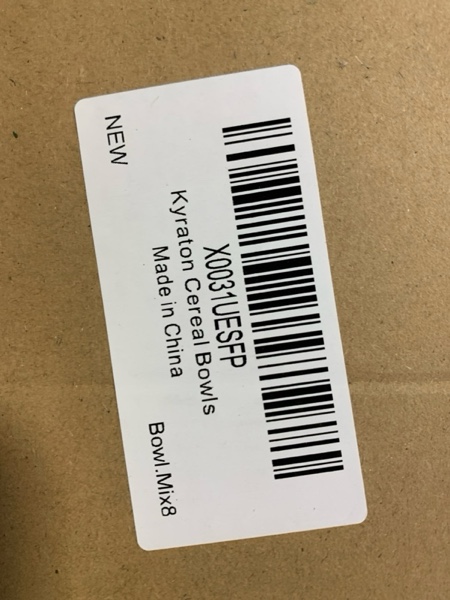 X0031UESFP
Kyraton Cereal Bowls
Made in China
NEW
Bowl.Mix8